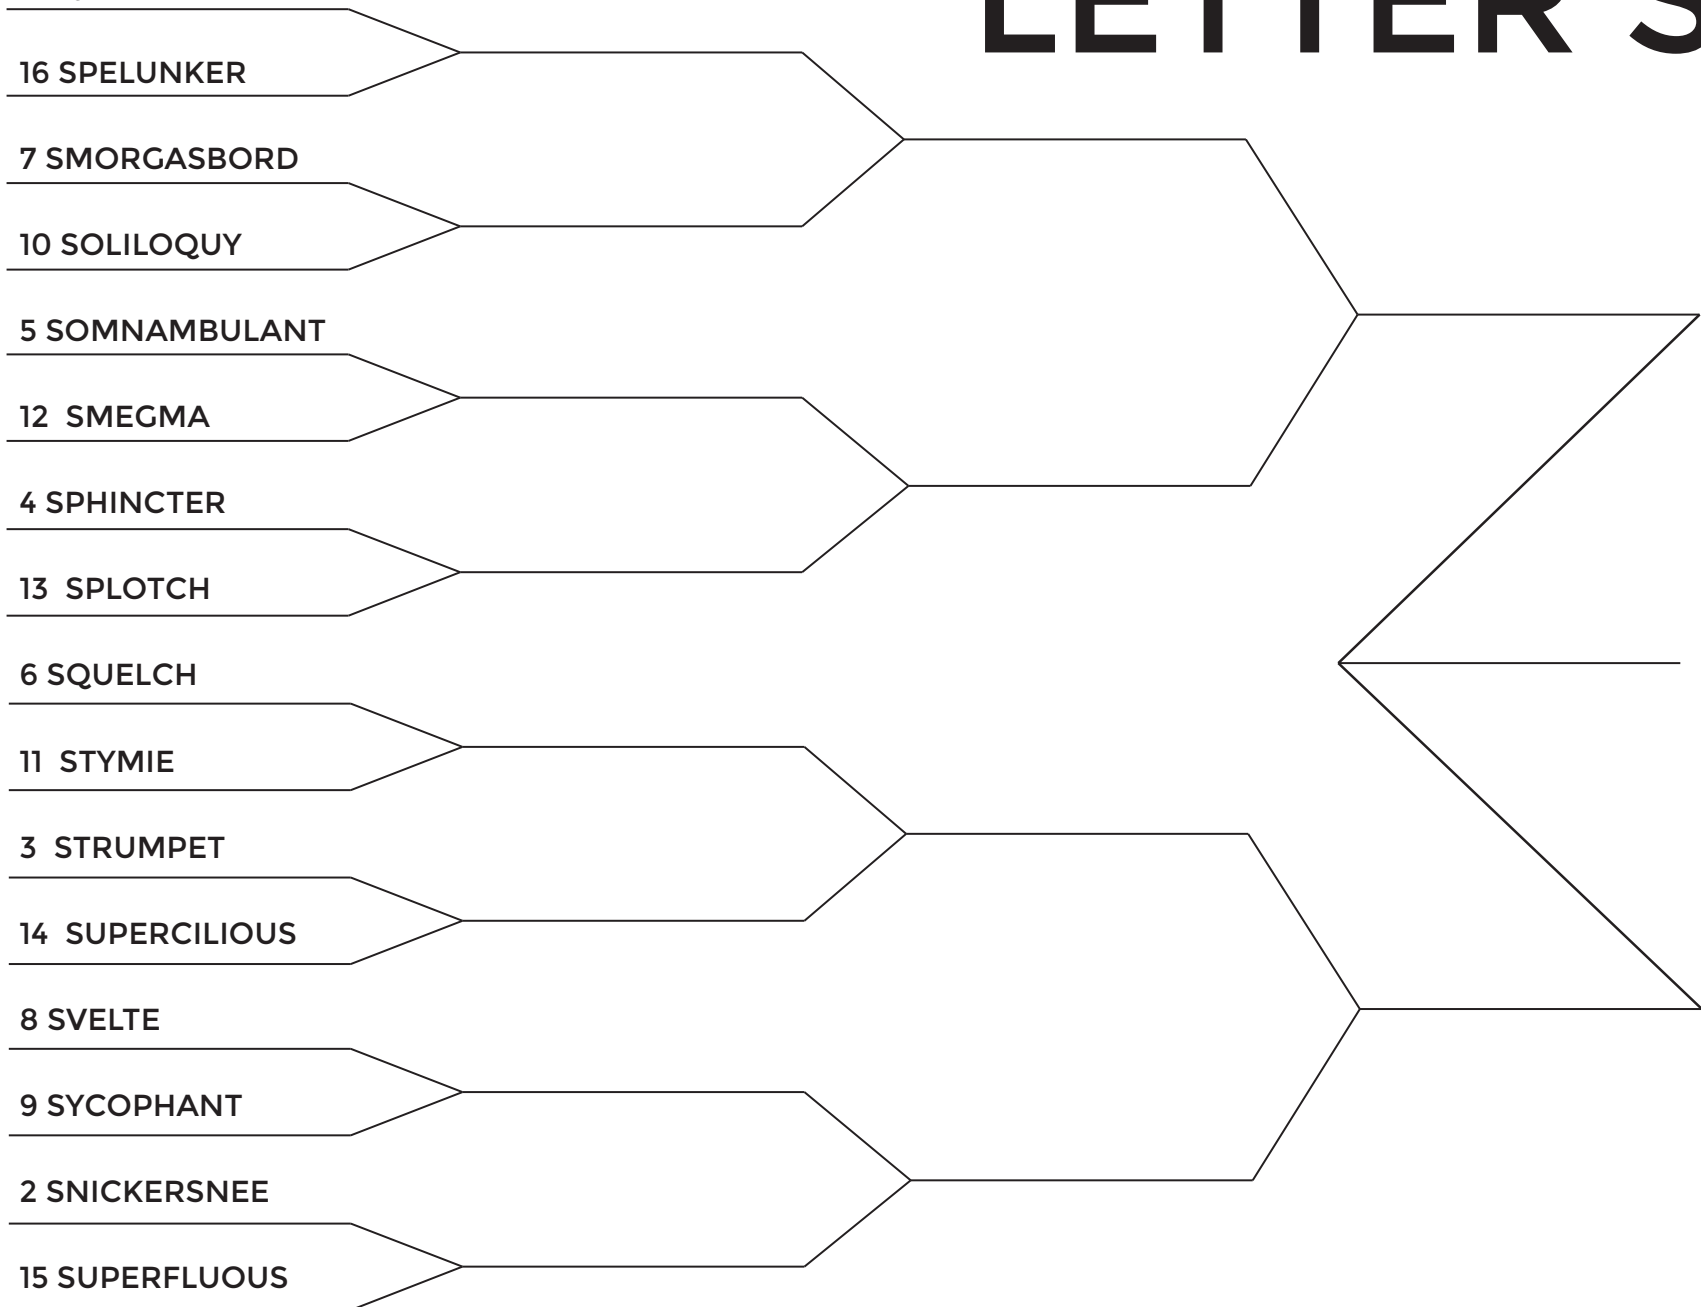 LETTER S
16 SPELUNKER
7 SMORGASBORD
10 SOLILOQUY
5 SOMNAMBULANT
12 SMEGMA
4 SPHINCTER
13 SPLOTCH
6 SQUELCH
11 STYMIE
3 STRUMPET
14 SUPERCILIOUS
8 SVELTE
9 SYCOPHANT
2 SNICKERSNEE
15 SUPERFLUOUS